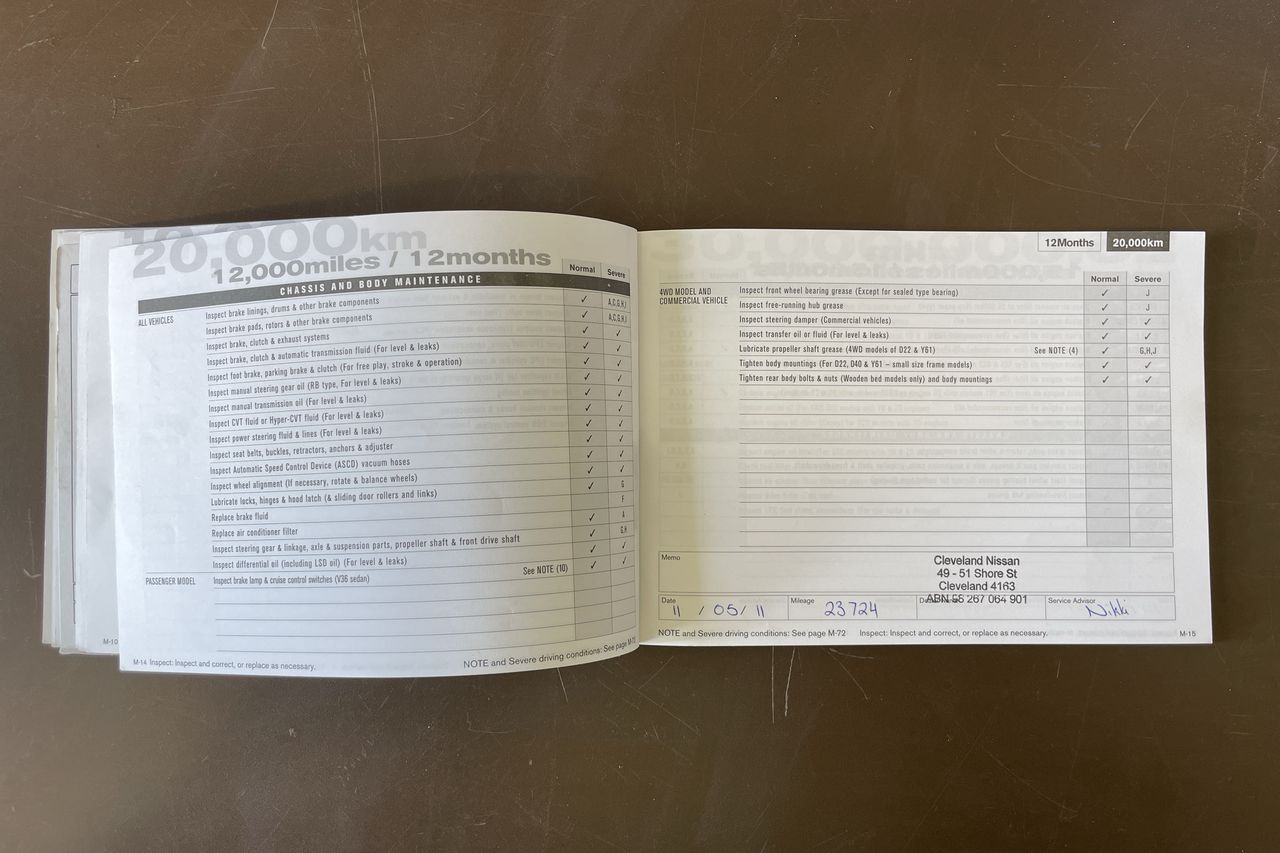 20,000km
12,000miles / 12months
Normal Severe
CHASSIS AND BODY MAINTENANCE
ALL VEHICLES Inspect brake linings, drums & other brake components ✓ A,C,G,H,I
Inspect brake pads, rotors & other brake components ✓ A,C,G,H,I
Inspect brake, clutch & exhaust systems ✓ ✓
Inspect brake, clutch & automatic transmission fluid (For level & leaks) ✓ ✓
Inspect foot brake, parking brake & clutch (For free play, stroke & operation) ✓ ✓
Inspect manual steering gear oil (RB type, For level & leaks) ✓ ✓
Inspect manual transmission oil (For level & leaks) ✓ ✓
Inspect CVT fluid or Hyper-CVT fluid (For level & leaks) ✓ ✓
Inspect power steering fluid & lines (For level & leaks) ✓ ✓
Inspect seat belts, buckles, retractors, anchors & adjuster ✓ ✓
Inspect Automatic Speed Control Device (ASCD) vacuum hoses ✓ ✓
Inspect wheel alignment (If necessary, rotate & balance wheels) ✓ ✓
Lubricate locks, hinges & hood latch (& sliding door rollers and links) ✓ G
Replace brake fluid F
Replace air conditioner filter ✓ A
Inspect steering gear & linkage, axle & suspension parts, propeller shaft & front drive shaft ✓ G,H
Inspect differential oil (including LSD oil) (For level & leaks) ✓ ✓
PASSENGER MODEL Inspect brake lamp & cruise control switches (V36 sedan) See NOTE (10) ✓ ✓
M-10
M-14 Inspect: Inspect and correct, or replace as necessary.
NOTE and Severe driving conditions: See page M-72
12Months 20,000km
Normal Severe
4WD MODEL AND COMMERCIAL VEHICLE
Inspect front wheel bearing grease (Except for sealed type bearing) ✓ J
Inspect free-running hub grease ✓ J
Inspect steering damper (Commercial vehicles) ✓ ✓
Inspect transfer oil or fluid (For level & leaks) ✓ ✓
Lubricate propeller shaft grease (4WD models of D22 & Y61) See NOTE (4) ✓ G,H,J
Tighten body mountings (For D22, D40 & Y61 – small size frame models) ✓ ✓
Tighten rear body bolts & nuts (Wooden bed models only) and body mountings ✓ ✓
Memo
Cleveland Nissan
49 - 51 Shore St
Cleveland 4163
ABN 55 267 064 901
Date 11 / 05 / 11 Mileage 23724 Service Advisor Nikki
NOTE and Severe driving conditions: See page M-72 Inspect: Inspect and correct, or replace as necessary. M-15